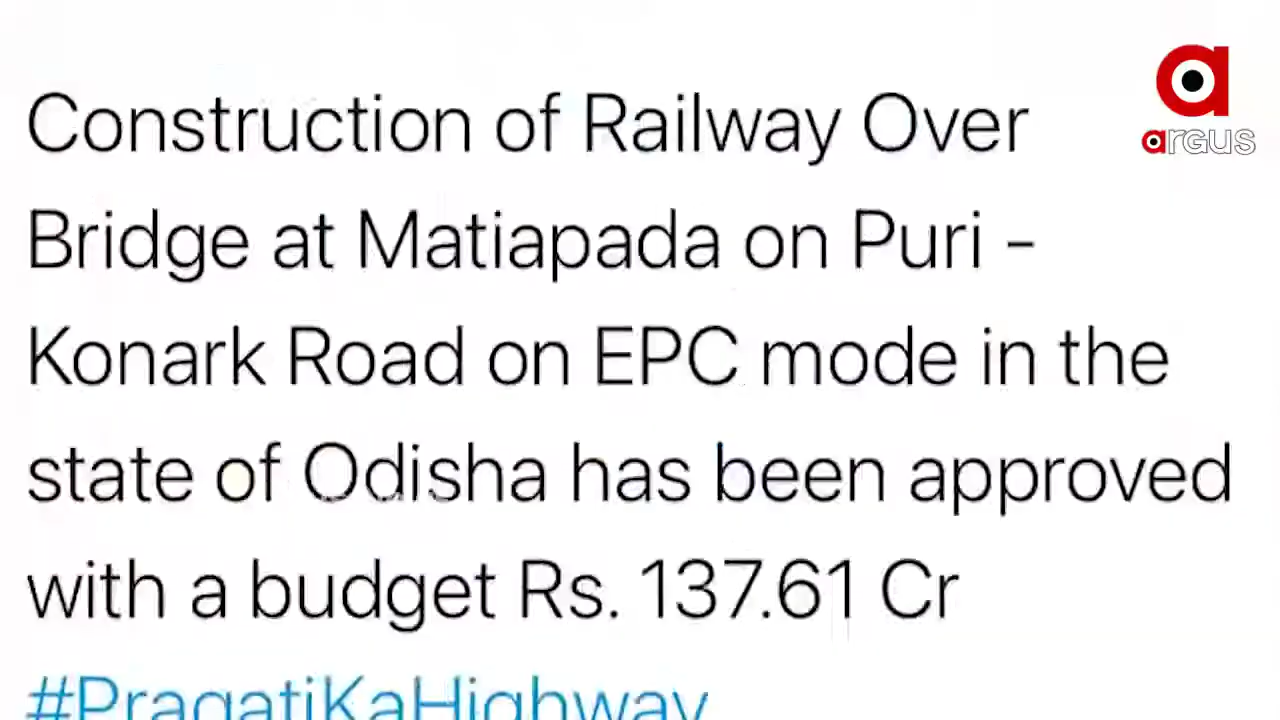 Construction of Railway Over
Bridge at Matiapada on Puri -
Konark Road on EPC mode in the
state of Odisha has been approved
with a budget Rs. 137.61 Cr
#PragatiKaHighway
a
argus